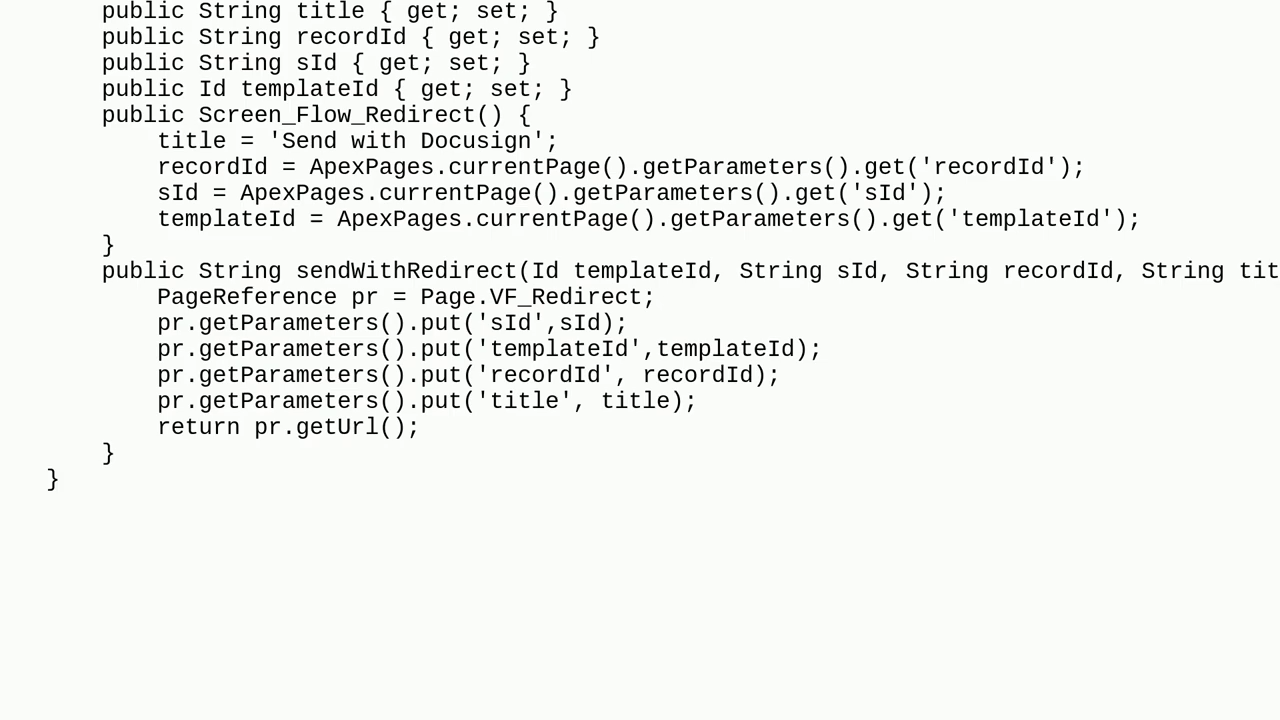 public String title { get; set; }
public String recordId { get; set; }
public String sId { get; set; }
public Id templateId { get; set; }
public Screen_Flow_Redirect() {
title = 'Send with Docusign';
recordId = ApexPages.currentPage().getParameters().get('recordId');
sId = ApexPages.currentPage().getParameters().get('sId');
templateId = ApexPages.currentPage().getParameters().get('templateId');
}
public String sendWithRedirect(Id templateId, String sId, String recordId, String tit
PageReference pr = Page.VF_Redirect;
pr.getParameters().put('sId',sId);
pr.getParameters().put('templateId',templateId);
pr.getParameters().put('recordId', recordId);
pr.getParameters().put('title', title);
return pr.getUrl();
}
}